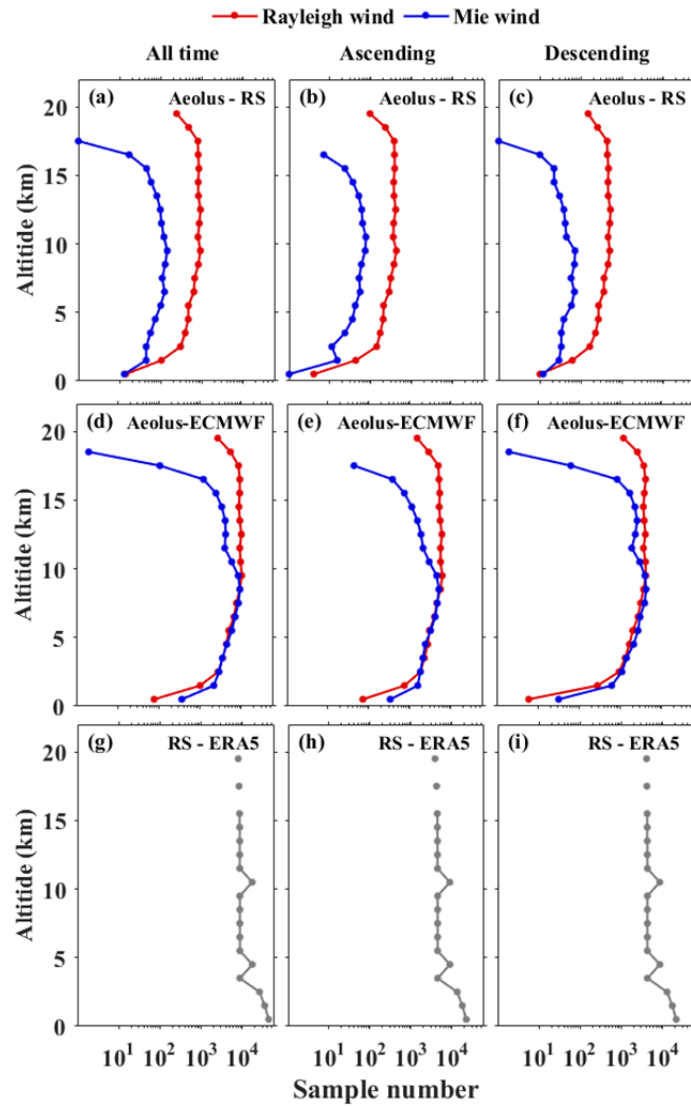 Rayleigh wind Mie wind
All time Ascending Descending
(a) Aeolus - RS (b) Aeolus - RS (c) Aeolus - RS
20
15
10
5
0
Altitide (km)
(d) Aeolus-ECMWF (e) Aeolus-ECMWF (f) Aeolus-ECMWF
20
15
10
5
0
Altitide (km)
(g) RS - ERA5 (h) RS - ERA5 (i) RS - ERA5
20
15
10
5
0
Altitide (km)
10¹ 10² 10³ 10⁴ 10¹ 10² 10³ 10⁴ 10¹ 10² 10³ 10⁴
Sample number